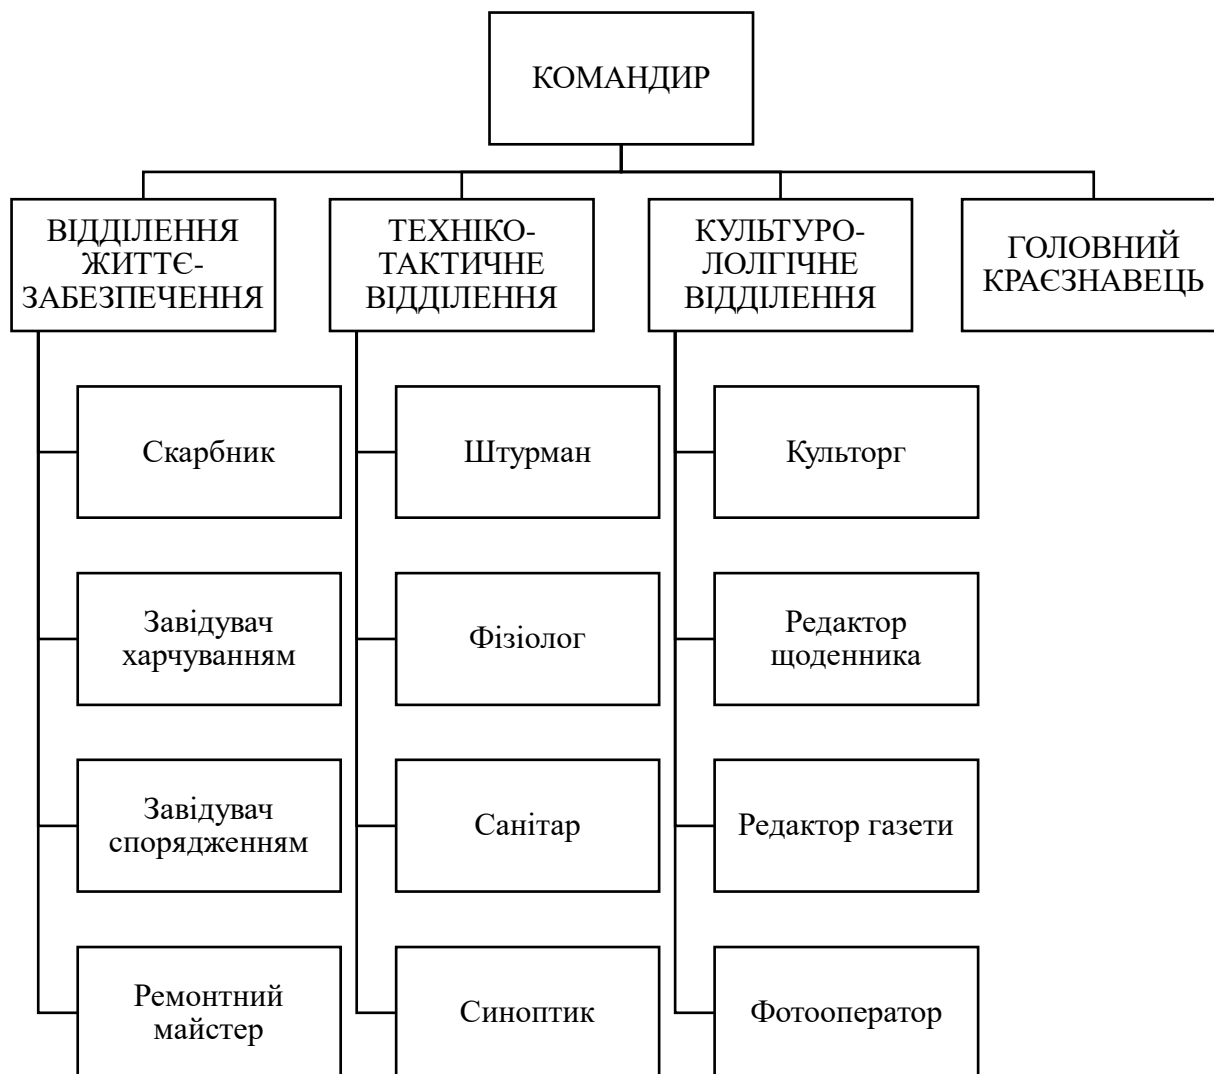 КОМАНДИР
ВІДДІЛЕННЯ
ЖИТТЄ-
ЗАБЕЗПЕЧЕННЯ
ТЕХНІКО-
ТАКТИЧНЕ
ВІДДІЛЕННЯ
КУЛЬТУРО-
ЛОЛГІЧНЕ
ВІДДІЛЕННЯ
ГОЛОВНИЙ
КРАЄЗНАВЕЦЬ
Скарбник
Завідувач
харчуванням
Завідувач
спорядженням
Ремонтний
майстер
Штурман
Фізіолог
Санітар
Синоптик
Культорг
Редактор
щоденника
Редактор газети
Фотооператор